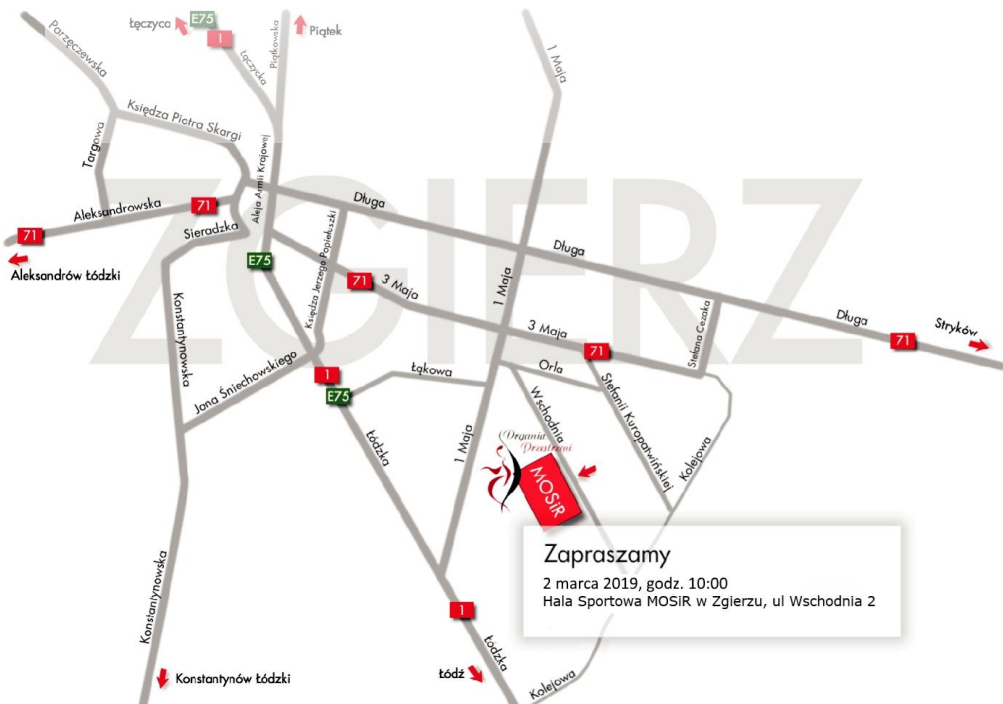 ZGIERZ
Parzęczewska
Łęczyca
E75
1
Łączycka
Piątkowska
Piątek
1 Maja
Księdza Piotra Skargi
Targowa
Aleja Armii Krajowej
Aleksandrowska
71
71
Aleksandrów Łódzki
Sieradzka
E75
Księdza Jerzego Popiełuszki
Długa
Długa
Długa
71
Stryków
71
3 Maja
1 Maja
3 Maja
71
Stefana Cezaka
Konstantynowska
Jona Śniechowskiego
1
E75
Łąkowa
Orla
Wschodnia
Stefanii Kuropatwińskiej
Kolejowa
Łódzka
1 Maja
Drgania
Przestrzeni
MOSiR
Zapraszamy
2 marca 2019, godz. 10:00
Hala Sportowa MOSiR w Zgierzu, ul Wschodnia 2
Konstantynowska
1
Łódzka
Konstantynów Łódzki
Łódź
Kolejowa